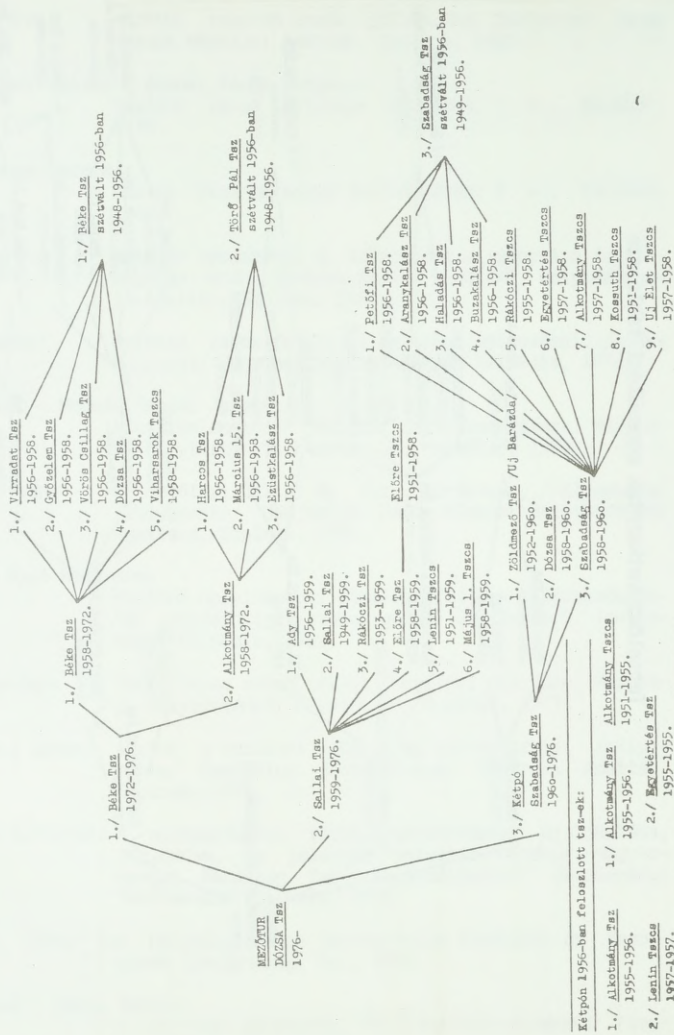 MEZŐTUR
DÓZSA Tsz
1976-
1./ Béke Tsz
1972-1976.
2./ Sallai Tsz
1959-1976.
3./ Kétpó
Szabadság Tsz
1960-1976.
1./ Béke Tsz
1958-1972.
2./ Alkotmány Tsz
1958-1972.
1./ Ady Tsz
1956-1959.
2./ Sallai Tsz
1949-1959.
3./ Rákóczi Tsz
1953-1959.
4./ Előre Tsz
1958-1959.
5./ Lenin Tszcs
1951-1959.
6./ Május 1. Tszcs
1958-1959.
1./ Zöldmező Tsz /Uj Barázda/
1952-1960.
2./ Dózsa Tsz
1958-1960.
3./ Szabadság Tsz
1958-1960.
1./ Virradat Tsz
1956-1958.
2./ Győzelem Tsz
1956-1958.
3./ Vörös Csillag Tsz
1956-1958.
4./ Dózsa Tsz
1956-1958.
5./ Viharsarok Tszcs
1958-1958.
1./ Harcos Tsz
1956-1958.
2./ Március 15. Tsz
1956-1958.
3./ Ezüstkalász Tsz
1956-1958.
Előre Tszcs
1951-1958.
1./ Petőfi Tsz
1956-1958.
2./ Aranykalász Tsz
1956-1958.
3./ Haladás Tsz
1956-1958.
4./ Buzakalász Tsz
1956-1958.
5./ Rákóczi Tszcs
1955-1958.
6./ Egyetértés Tszcs
1957-1958.
7./ Alkotmány Tszcs
1957-1958.
8./ Kossuth Tszcs
1951-1958.
9./ Uj Élet Tszcs
1957-1958.
1./ Béke Tsz
szétvált 1956-ban
1948-1956.
2./ Törő Pál Tsz
szétvált 1956-ban
1948-1956.
3./ Szabadság Tsz
szétvált 1956-ban
1949-1956.
Kétpón 1956-ban feloszlott tsz-ek:
1./ Alkotmány Tsz
1955-1956.
2./ Lenin Tszcs
1957-1957.
1./ Alkotmány Tsz
1955-1956.
2./ Egyetértés Tsz
1955-1955.
Alkotmány Tszcs
1951-1955.